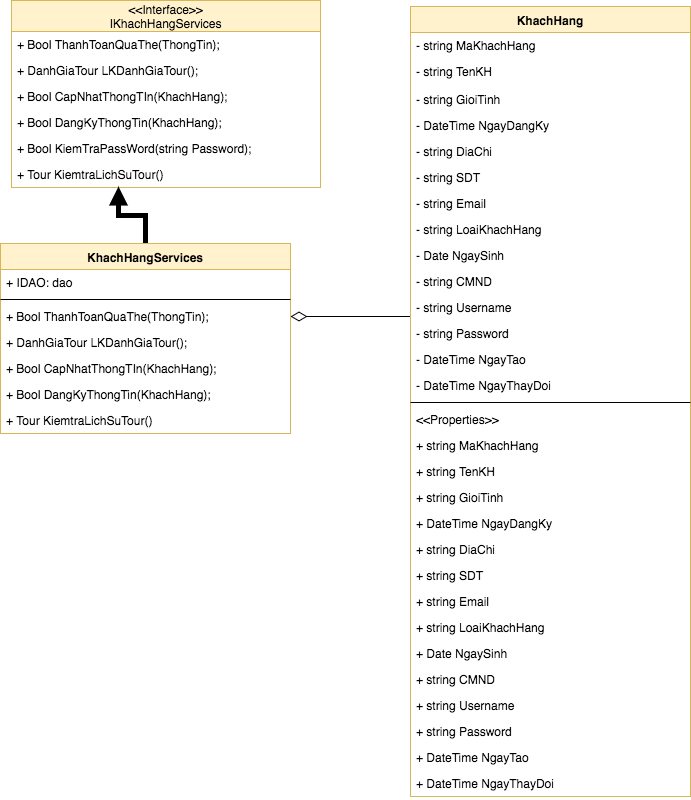 <<Interface>>
IKhachHangServices
+ Bool ThanhToanQuaThe(ThongTin);
+ DanhGiaTour LKDanhGiaTour();
+ Bool CapNhatThongTIn(KhachHang);
+ Bool DangKyThongTin(KhachHang);
+ Bool KiemTraPassWord(string Password);
+ Tour KiemtraLichSuTour()
KhachHangServices
+ IDAO: dao
+ Bool ThanhToanQuaThe(ThongTin);
+ DanhGiaTour LKDanhGiaTour();
+ Bool CapNhatThongTIn(KhachHang);
+ Bool DangKyThongTin(KhachHang);
+ Tour KiemtraLichSuTour()
KhachHang
- string MaKhachHang
- string TenKH
- string GioiTinh
- DateTime NgayDangKy
- string DiaChi
- string SDT
- string Email
- string LoaiKhachHang
- Date NgaySinh
- string CMND
- string Username
- string Password
- DateTime NgayTao
- DateTime NgayThayDoi
<<Properties>>
+ string MaKhachHang
+ string TenKH
+ string GioiTinh
+ DateTime NgayDangKy
+ string DiaChi
+ string SDT
+ string Email
+ string LoaiKhachHang
+ Date NgaySinh
+ string CMND
+ string Username
+ string Password
+ DateTime NgayTao
+ DateTime NgayThayDoi